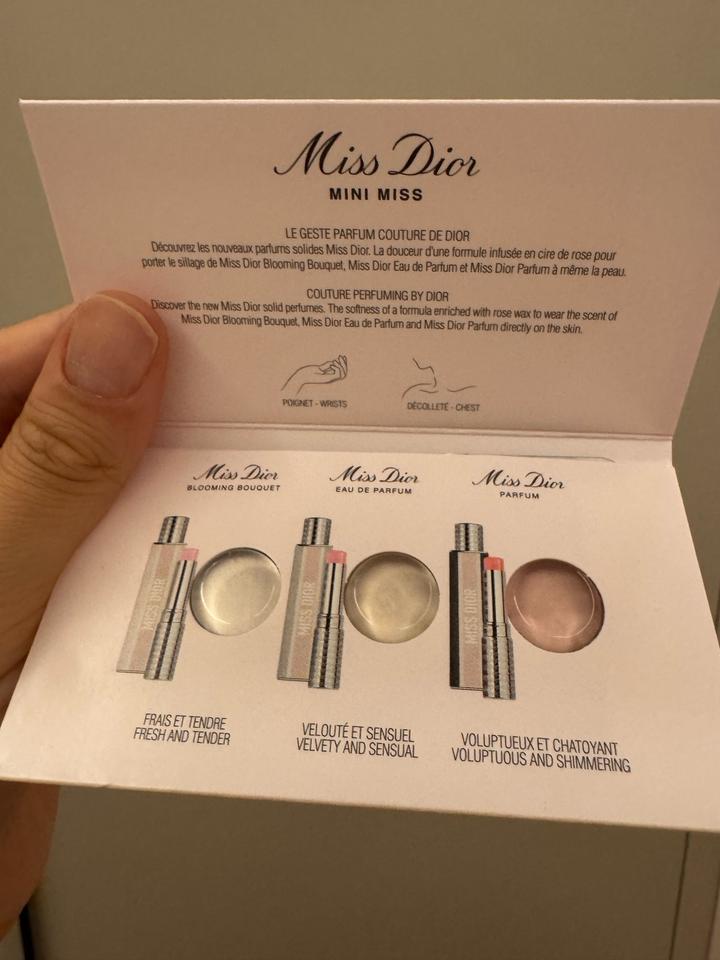 Miss Dior
MINI MISS
LE GESTE PARFUM COUTURE DE DIOR
Découvrez les nouveaux parfums solides Miss Dior. La douceur d'une formule infusée en cire de rose pour
porter le sillage de Miss Dior Blooming Bouquet, Miss Dior Eau de Parfum et Miss Dior Parfum à même la peau.
COUTURE PERFUMING BY DIOR
Discover the new Miss Dior solid perfumes. The softness of a formula enriched with rose wax to wear the scent of
Miss Dior Blooming Bouquet, Miss Dior Eau de Parfum and Miss Dior Parfum directly on the skin.
POIGNET - WRISTS
DÉCOLLETÉ - CHEST
Miss Dior
BLOOMING BOUQUET
Miss Dior
EAU DE PARFUM
Miss Dior
PARFUM
MISS DIOR
MISS DIOR
MISS DIOR
FRAIS ET TENDRE
FRESH AND TENDER
VELOUTÉ ET SENSUEL
VELVETY AND SENSUAL
VOLUPTUEUX ET CHATOYANT
VOLUPTUOUS AND SHIMMERING